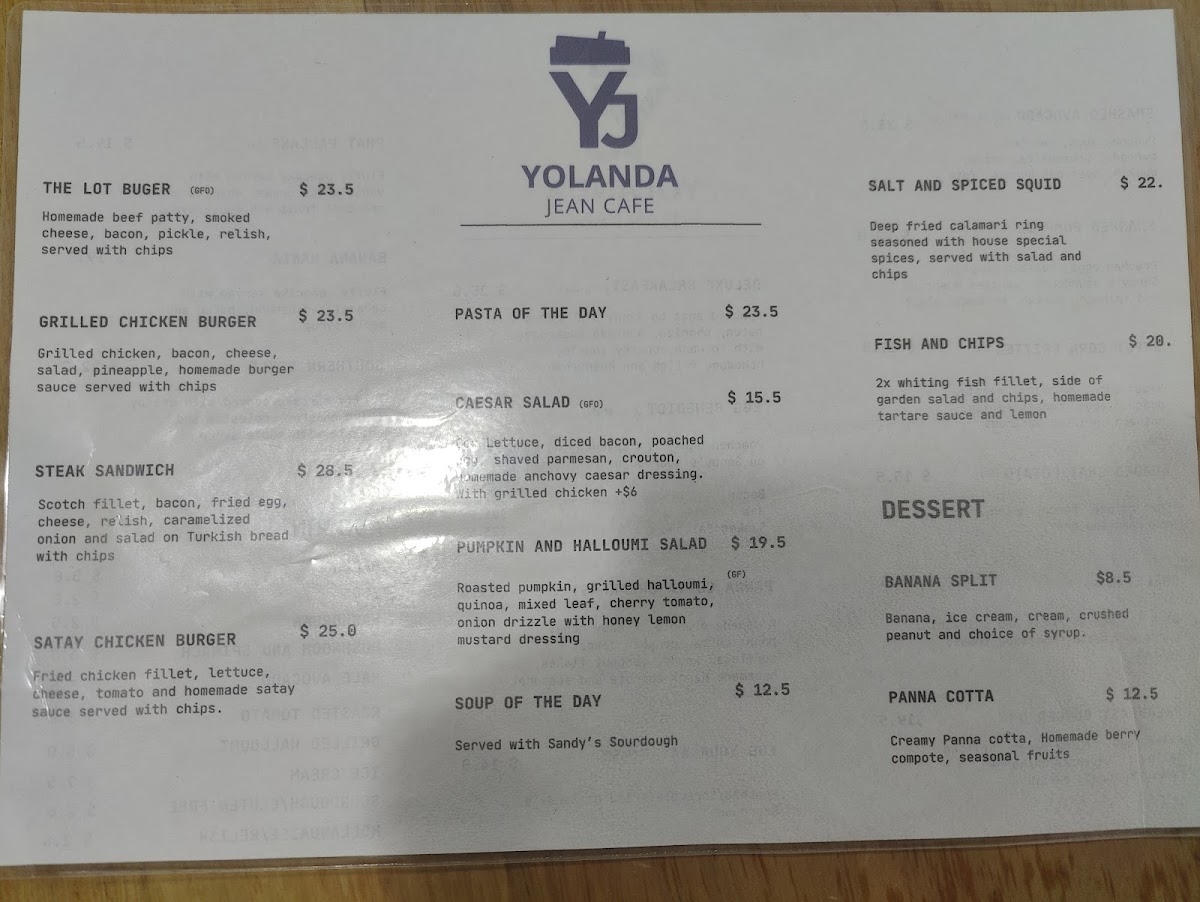 YJ
YOLANDA
JEAN CAFE
THE LOT BUGER (GFO) $ 23.5
Homemade beef patty, smoked
cheese, bacon, pickle, relish,
served with chips
GRILLED CHICKEN BURGER $ 23.5
Grilled chicken, bacon, cheese,
salad, pineapple, homemade burger
sauce served with chips
STEAK SANDWICH $ 28.5
Scotch fillet, bacon, fried egg,
cheese, relish, caramelized
onion and salad on Turkish bread
with chips
SATAY CHICKEN BURGER $ 25.0
Fried chicken fillet, lettuce,
cheese, tomato and homemade satay
sauce served with chips.
PASTA OF THE DAY $ 23.5
CAESAR SALAD (GFO) $ 15.5
Lettuce, diced bacon, poached
shaved parmesan, crouton,
Homemade anchovy caesar dressing.
With grilled chicken +$6
PUMPKIN AND HALLOUMI SALAD $ 19.5
(GF)
Roasted pumpkin, grilled halloumi,
quinoa, mixed leaf, cherry tomato,
onion drizzle with honey lemon
mustard dressing
SOUP OF THE DAY $ 12.5
Served with Sandy's Sourdough
SALT AND SPICED SQUID $ 22.
Deep fried calamari ring
seasoned with house special
spices, served with salad and
chips
FISH AND CHIPS $ 20.
2x whiting fish fillet, side of
garden salad and chips, homemade
tartare sauce and lemon
DESSERT
BANANA SPLIT $8.5
Banana, ice cream, cream, crushed
peanut and choice of syrup.
PANNA COTTA $ 12.5
Creamy Panna cotta, Homemade berry
compote, seasonal fruits